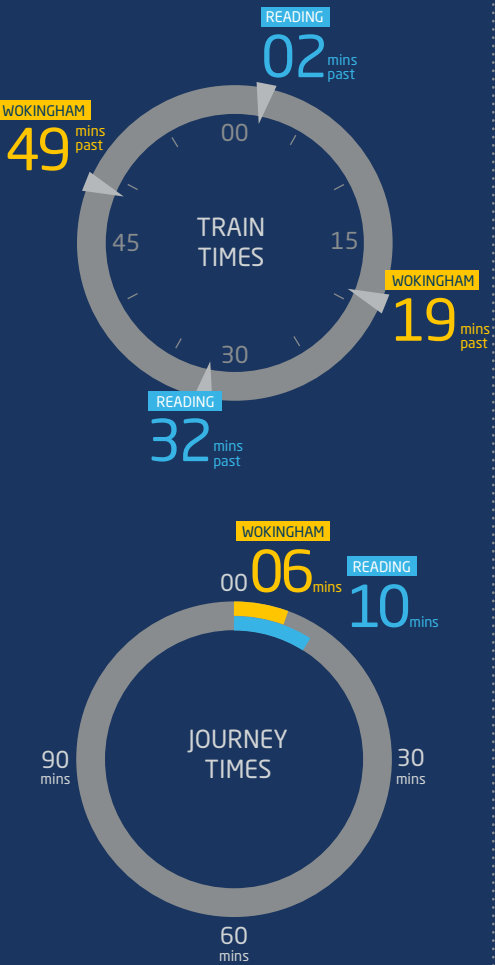 READING
02 mins
past
WOKINGHAM
49 mins
past
00
TRAIN
TIMES
45
15
WOKINGHAM
19 mins
past
30
READING
32 mins
past
WOKINGHAM
06 mins
00
READING
10 mins
JOURNEY
TIMES
90
mins
30
mins
60
mins